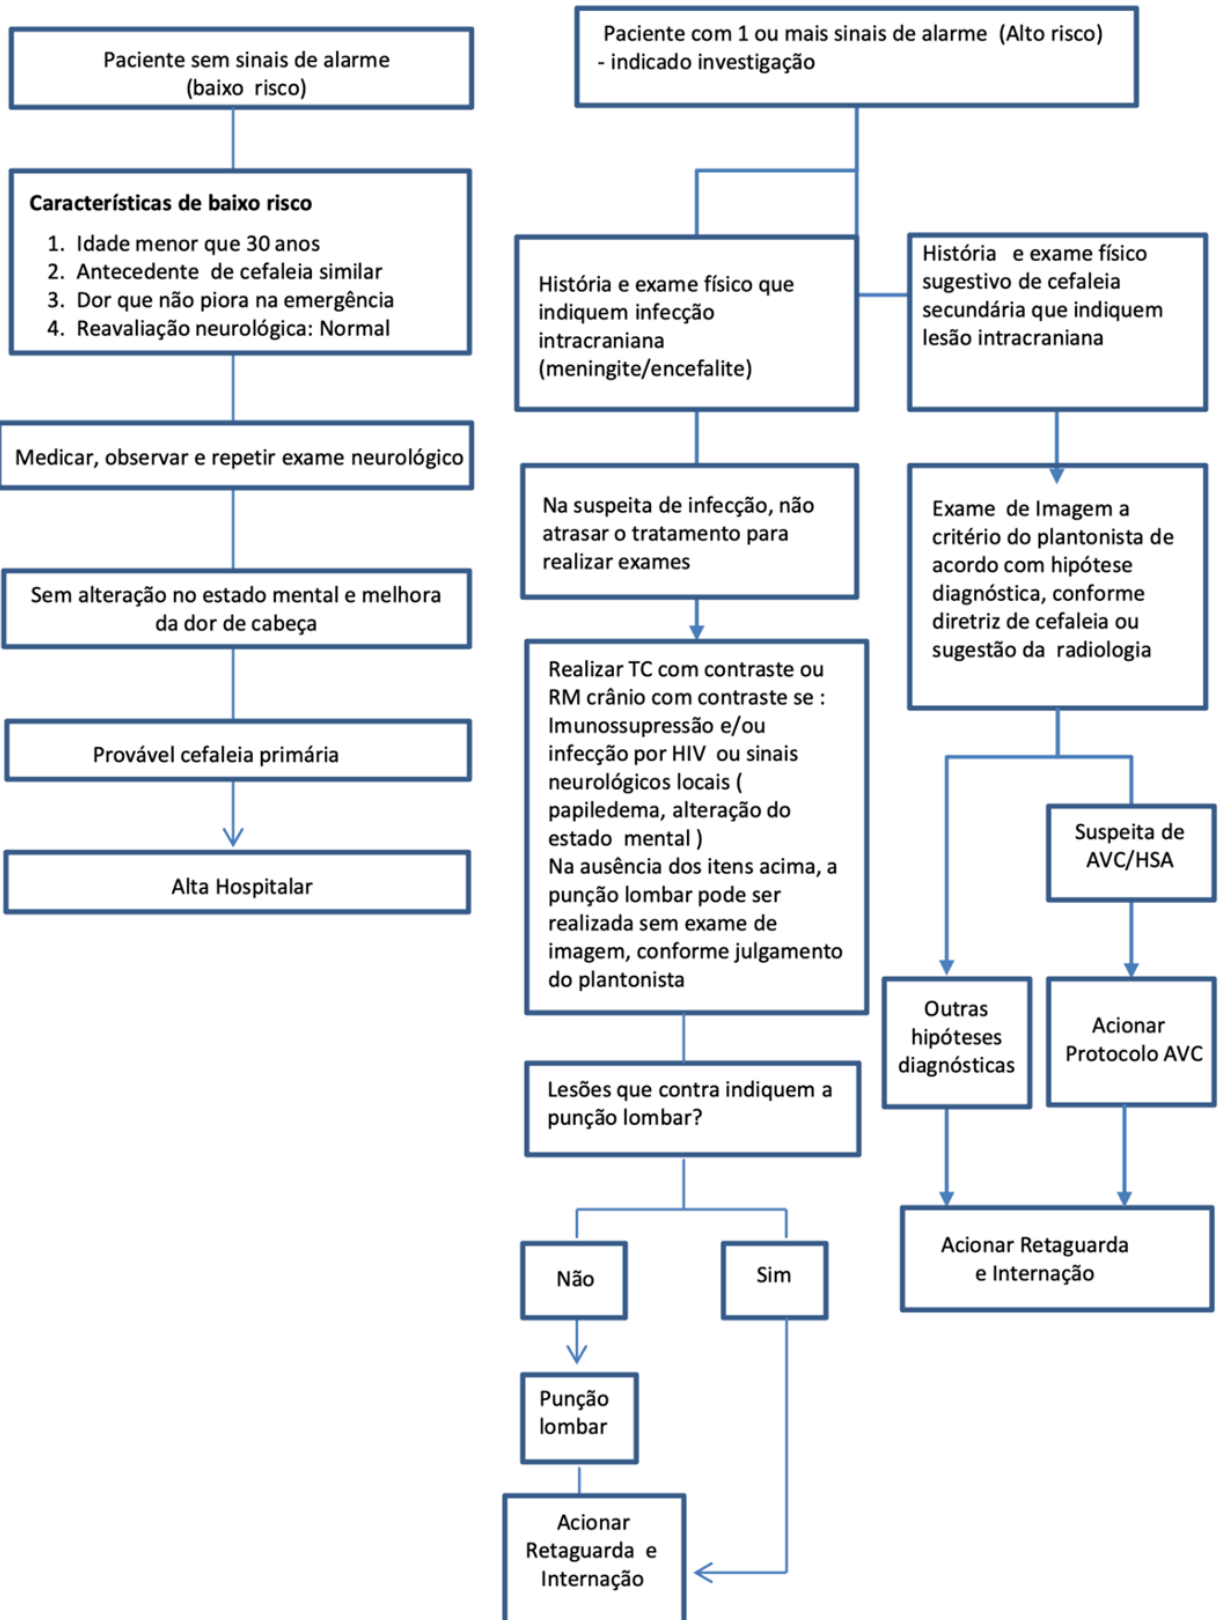 Paciente sem sinais de alarme
(baixo risco)
Características de baixo risco
1. Idade menor que 30 anos
2. Antecedente de cefaleia similar
3. Dor que não piora na emergência
4. Reavaliação neurológica: Normal
Medicar, observar e repetir exame neurológico
Sem alteração no estado mental e melhora
da dor de cabeça
Provável cefaleia primária
Alta Hospitalar
Paciente com 1 ou mais sinais de alarme (Alto risco)
- indicado investigação
História e exame físico que
indiquem infecção
intracraniana
(meningite/encefalite)
Na suspeita de infecção, não
atrasar o tratamento para
realizar exames
Realizar TC com contraste ou
RM crânio com contraste se :
Imunossupressão e/ou
infecção por HIV ou sinais
neurológicos locais (
papiledema, alteração do
estado mental )
Na ausência dos itens acima, a
punção lombar pode ser
realizada sem exame de
imagem, conforme julgamento
do plantonista
Lesões que contra indiquem a
punção lombar?
Não
Sim
Punção
lombar
Acionar
Retaguarda e
Internação
História e exame físico
sugestivo de cefaleia
secundária que indiquem
lesão intracraniana
Exame de Imagem a
critério do plantonista de
acordo com hipótese
diagnóstica, conforme
diretriz de cefaleia ou
sugestão da radiologia
Suspeita de
AVC/HSA
Outras
hipóteses
diagnósticas
Acionar
Protocolo AVC
Acionar Retaguarda
e Internação